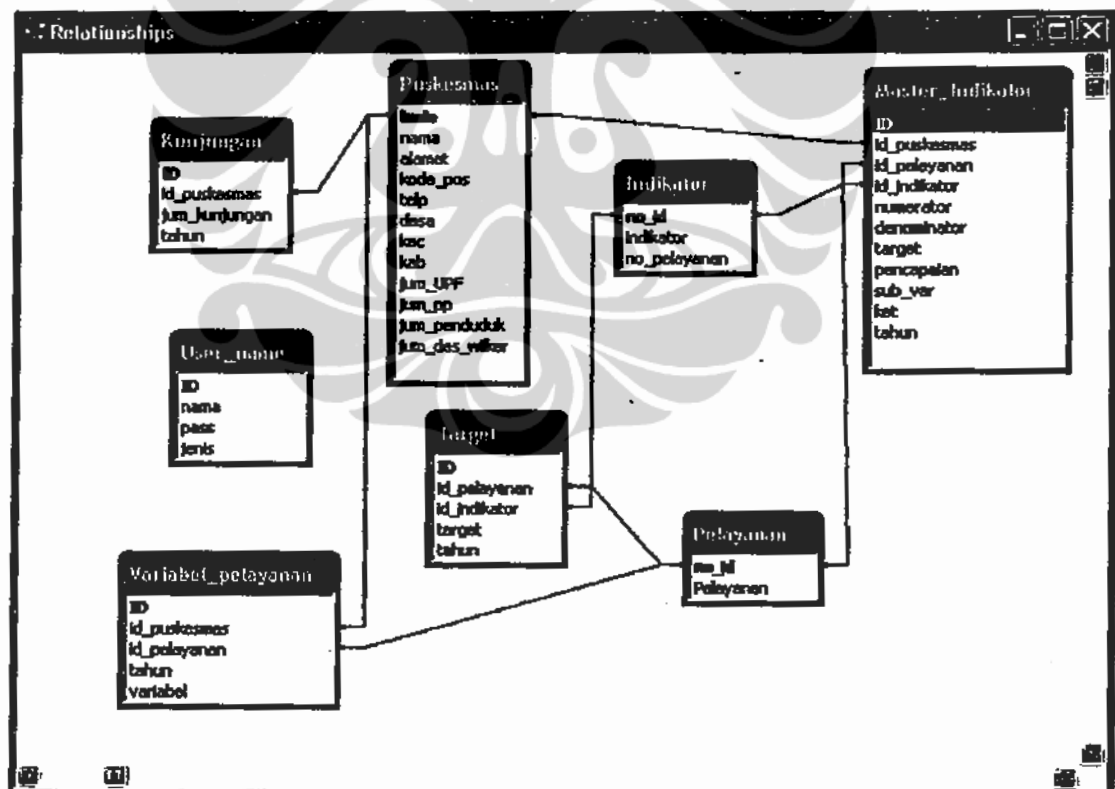 Relationships
Kunjungan
ID
id_puskesmas
jum_kunjungan
tahun
Puskesmas
kode
nama
alamat
kode_pos
telp
desa
kec
kab
jum_UPF
jum_pp
jum_penduduk
jum_des_wilker
Master_Indikator
ID
id_puskesmas
id_pelayanan
id_indikator
numerator
denominator
target
pencapaian
sub_var
ket
tahun
Indikator
no_id
indikator
no_pelayanan
User_name
ID
nama
pass
jenis
Target
ID
id_pelayanan
id_indikator
target
tahun
Pelayanan
no_id
Pelayanan
Variabel_pelayanan
ID
id_puskesmas
id_pelayanan
tahun
variabel